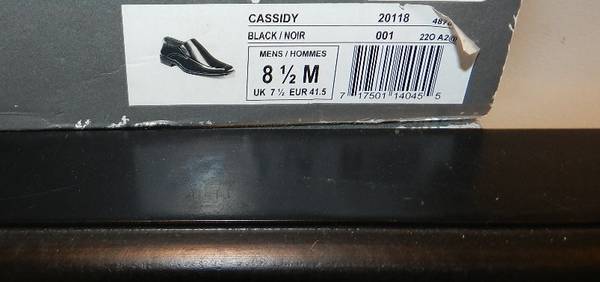 CASSIDY 20118
BLACK / NOIR 001 22O
MENS / HOMMES
8 ½ M
UK 7 ½ EUR 41.5
7 17501 14045 5